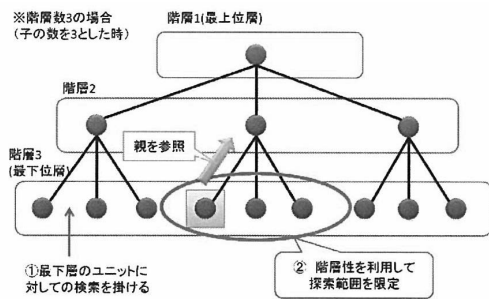 ※階層数3の場合
(子の数を3とした時)
階層1(最上位層)
階層2
親を参照
階層3
(最下位層)
①最下層のユニットに
対しての検索を掛ける
② 階層性を利用して
探索範囲を限定